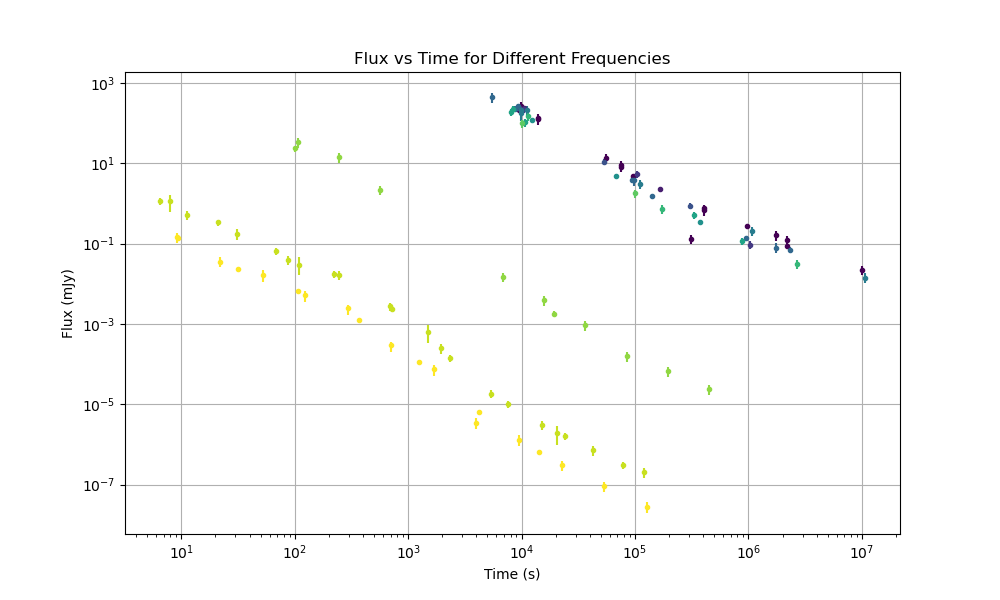 Flux vs Time for Different Frequencies
10³
10¹
10⁻¹
10⁻³
10⁻⁵
10⁻⁷
Flux (mJy)
10¹ 10² 10³ 10⁴ 10⁵ 10⁶ 10⁷
Time (s)